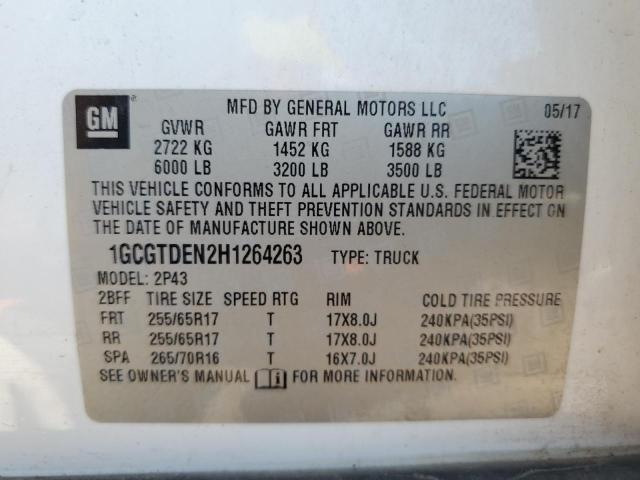 GM
MFD BY GENERAL MOTORS LLC 05/17
GVWR GAWR FRT GAWR RR
2722 KG 1452 KG 1588 KG
6000 LB 3200 LB 3500 LB
THIS VEHICLE CONFORMS TO ALL APPLICABLE U.S. FEDERAL MOTOR
VEHICLE SAFETY AND THEFT PREVENTION STANDARDS IN EFFECT ON
THE DATE OF MANUFACTURE SHOWN ABOVE.
1GCGTDEN2H1264263 TYPE: TRUCK
MODEL: 2P43
2BFF TIRE SIZE SPEED RTG RIM COLD TIRE PRESSURE
FRT 255/65R17 T 17X8.0J 240KPA(35PSI)
RR 255/65R17 T 17X8.0J 240KPA(35PSI)
SPA 265/70R16 T 16X7.0J 240KPA(35PSI)
SEE OWNER'S MANUAL FOR MORE INFORMATION.